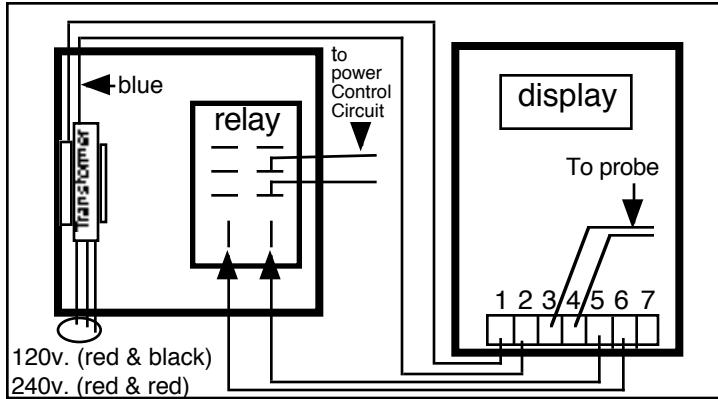 blue
Transformer
to
power
Control
Circuit
relay
display
To probe
1 2 3 4 5 6 7
120v. (red & black)
240v. (red & red)